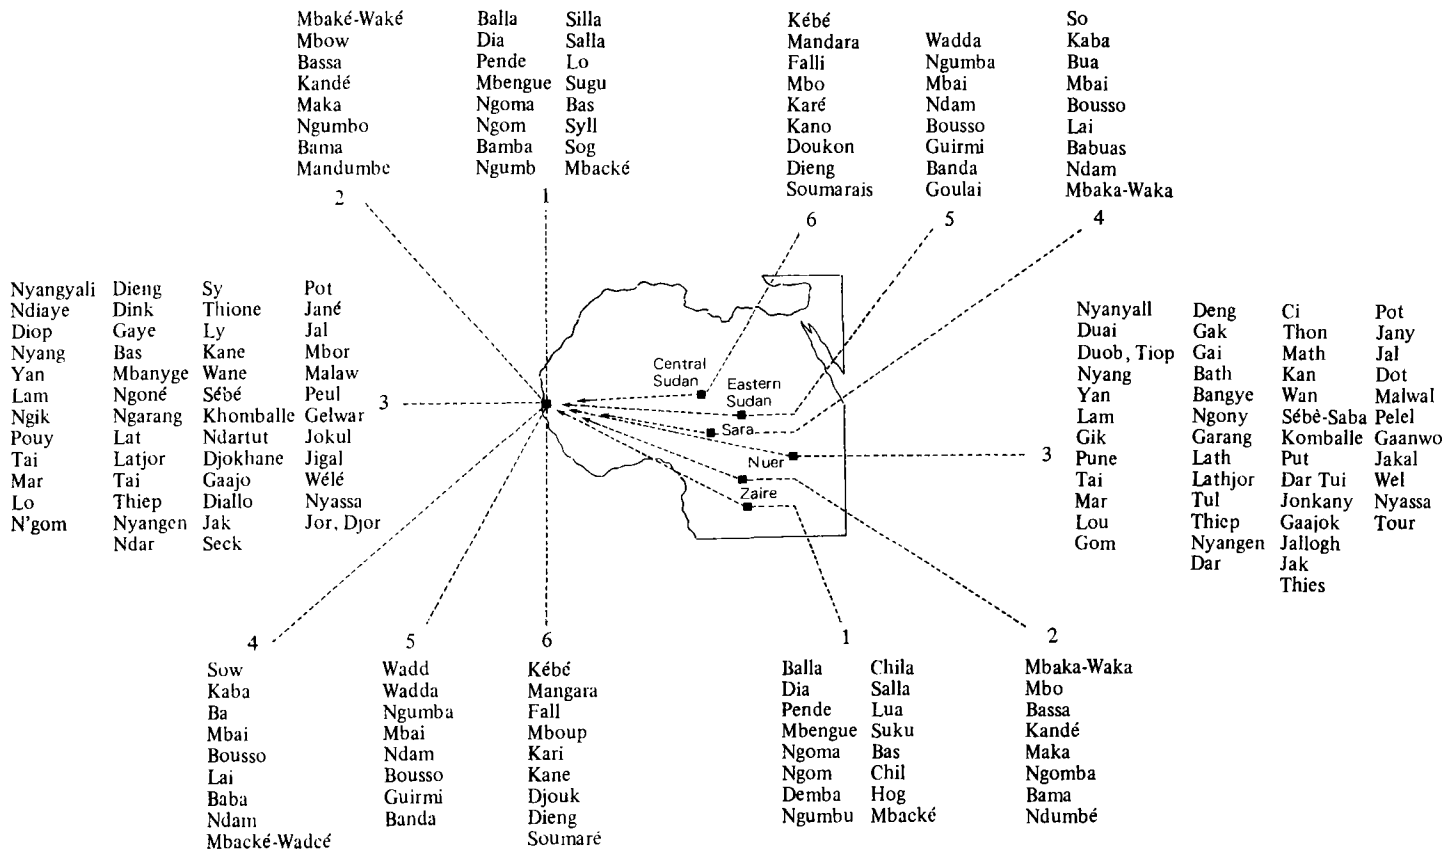 Mbaké-Waké
Mbow
Bassa
Kandé
Maka
Ngumbo
Bama
Mandumbe
2
Balla Silla
Dia Salla
Pende Lo
Mbengue Sugu
Ngoma Bas
Ngom Syll
Bamba Sog
Ngumb Mbacké
1
Kébé
Mandara
Falli
Mbo
Karé
Kano
Doukon
Dieng
Soumarais
6
Wadda
Ngumba
Mbai
Ndam
Bousso
Guirmi
Banda
Goulai
5
So
Kaba
Bua
Mbai
Bousso
Lai
Babuas
Ndam
Mbaka-Waka
4
Nyangyali Dieng Sy Pot
Ndiaye Dink Thione Jané
Diop Gaye Ly Jal
Nyang Bas Kane Mbor
Yan Mbanyge Wane Malaw
Lam Ngoné Sébé Peul
Ngik Ngarang Khomballe Gelwar
Pouy Lat Ndartut Jokul
Tai Latjor Djokhane Jigal
Mar Tai Gaajo Wélé
Lo Thiep Diallo Nyassa
N'gom Nyangen Jak Jor, Djor
Ndar Seck
3
Central
Sudan
Eastern
Sudan
Sara
Nuer
Zaire
3
Nyanyall Deng Ci Pot
Duai Gak Thon Jany
Duob, Tiop Gai Math Jal
Nyang Bath Kan Dot
Yan Bangye Wan Malwal
Lam Ngony Sébè-Saba Pelel
Gik Garang Komballe Gaanwo
Pune Lath Put Jakal
Tai Lathjor Dar Tui Wel
Mar Tul Jonkany Nyassa
Lou Thiep Gaajok Tour
Gom Nyangen Jallogh
Dar Jak
Thies
4
Sow
Kaba
Ba
Mbai
Bousso
Lai
Baba
Ndam
Mbacké-Wadcé
5
Wadd
Wadda
Ngumba
Mbai
Ndam
Bousso
Guirmi
Banda
6
Kébé
Mangara
Fall
Mboup
Kari
Kane
Djouk
Dieng
Soumaré
1
Balla Chila
Dia Salla
Pende Lua
Mbengue Suku
Ngoma Bas
Ngom Chil
Demba Hog
Ngumbu Mbacké
2
Mbaka-Waka
Mbo
Bassa
Kandé
Maka
Ngomba
Bama
Ndumbé